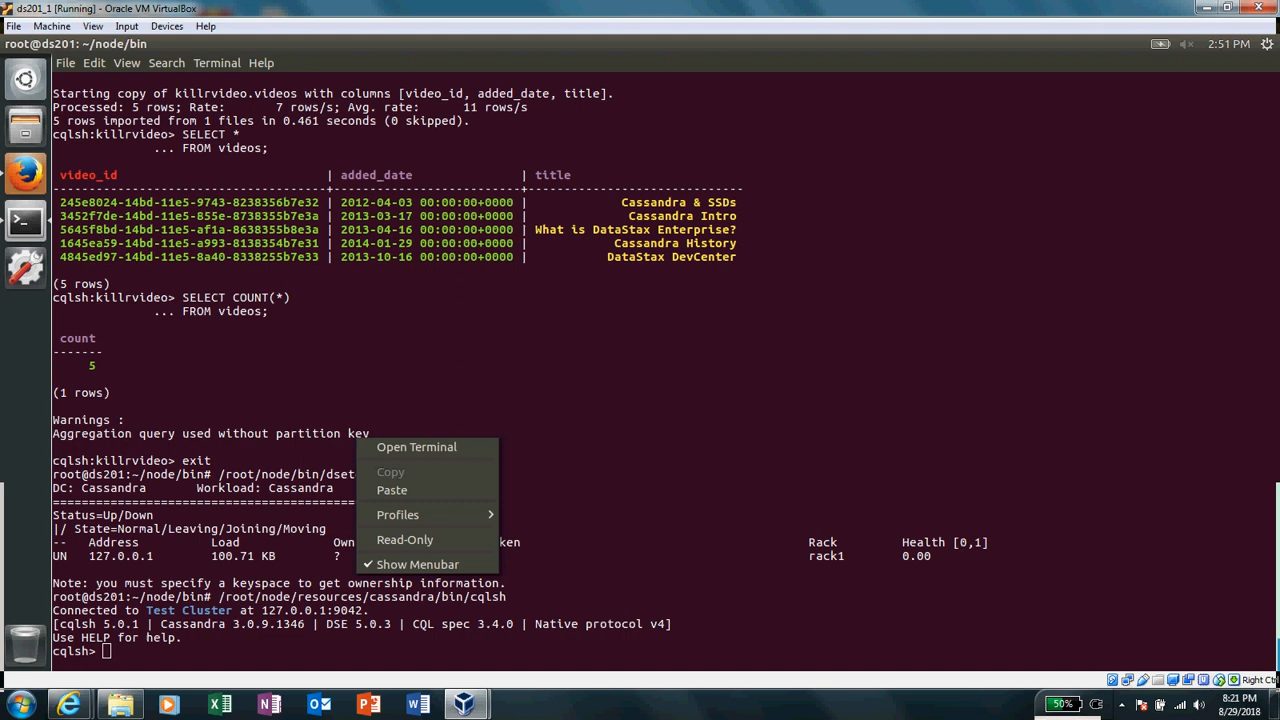 ds201_1 [Running] - Oracle VM VirtualBox
File Machine View Input Devices Help
root@ds201: ~/node/bin 2:51 PM
File Edit View Search Terminal Help
Starting copy of killrvideo.videos with columns [video_id, added_date, title].
Processed: 5 rows; Rate:       7 rows/s; Avg. rate:      11 rows/s
5 rows imported from 1 files in 0.461 seconds (0 skipped).
cqlsh:killrvideo> SELECT *
              ... FROM videos;
 video_id                             | added_date               | title
--------------------------------------+--------------------------+------------------------------
 245e8024-14bd-11e5-9743-8238356b7e32 | 2012-04-03 00:00:00+0000 |             Cassandra & SSDs
 3452f7de-14bd-11e5-855e-8738355b7e3a | 2013-03-17 00:00:00+0000 |              Cassandra Intro
 5645f8bd-14bd-11e5-af1a-8638355b8e3a | 2013-04-16 00:00:00+0000 | What is DataStax Enterprise?
 1645ea59-14bd-11e5-a993-8138354b7e31 | 2014-01-29 00:00:00+0000 |            Cassandra History
 4845ed97-14bd-11e5-8a40-8338255b7e33 | 2013-10-16 00:00:00+0000 |           DataStax DevCenter
(5 rows)
cqlsh:killrvideo> SELECT COUNT(*)
              ... FROM videos;
 count
-------
     5
(1 rows)
Warnings :
Aggregation query used without partition key
cqlsh:killrvideo> exit
root@ds201:~/node/bin# /root/node/bin/dset
DC: Cassandra       Workload: Cassandra
==========================================
Status=Up/Down
|/ State=Normal/Leaving/Joining/Moving
--  Address          Load             Own ken Rack         Health [0,1]
UN  127.0.0.1        100.71 KB        ? rack1        0.00
Open Terminal
Copy
Paste
Profiles
Read-Only
Show Menubar
Note: you must specify a keyspace to get ownership information.
root@ds201:~/node/bin# /root/node/resources/cassandra/bin/cqlsh
Connected to Test Cluster at 127.0.0.1:9042.
[cqlsh 5.0.1 | Cassandra 3.0.9.1346 | DSE 5.0.3 | CQL spec 3.4.0 | Native protocol v4]
Use HELP for help.
cqlsh>
Right Ctrl
50%
8:21 PM
8/29/2018